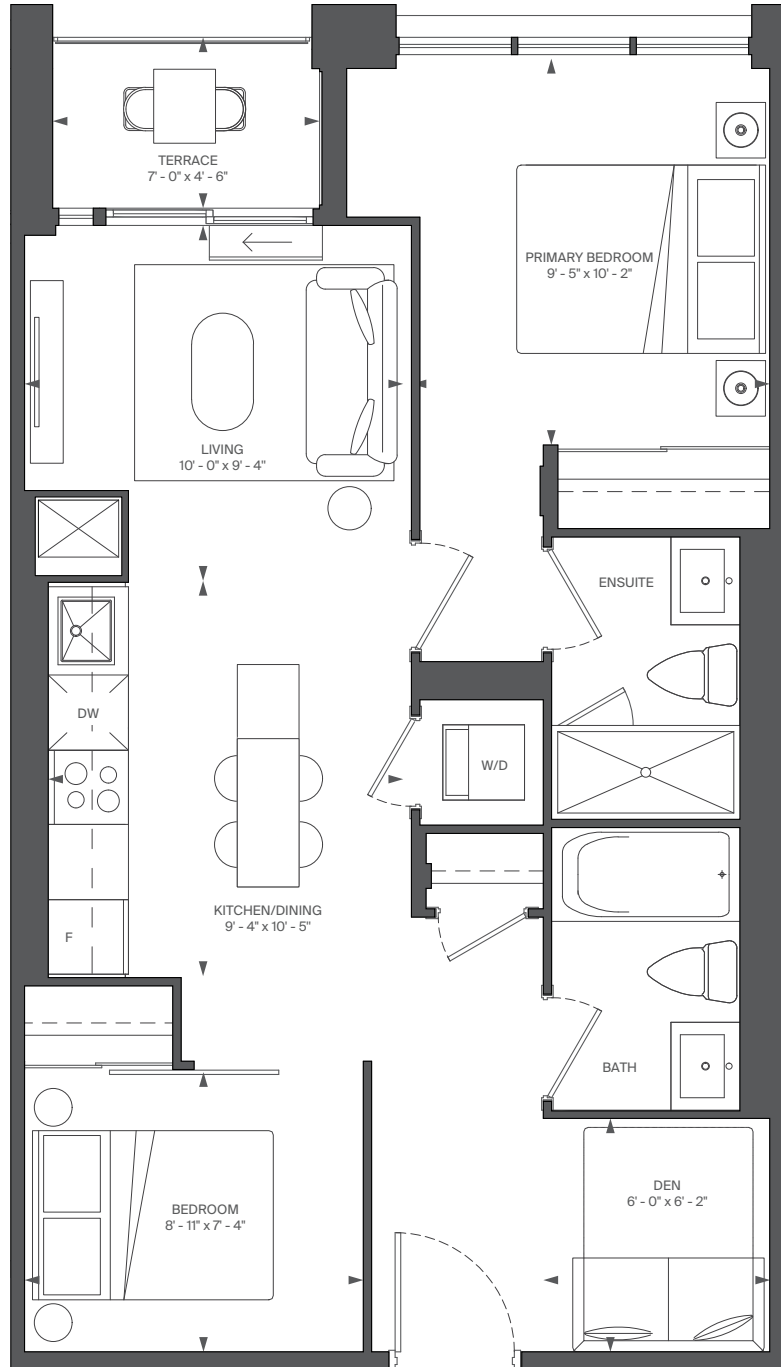 TERRACE
7' - 0" x 4' - 6"
PRIMARY BEDROOM
9' - 5" x 10' - 2"
LIVING
10' - 0" x 9' - 4"
ENSUITE
DW
W/D
KITCHEN/DINING
9' - 4" x 10' - 5"
F
BATH
BEDROOM
8' - 11" x 7' - 4"
DEN
6' - 0" x 6' - 2"